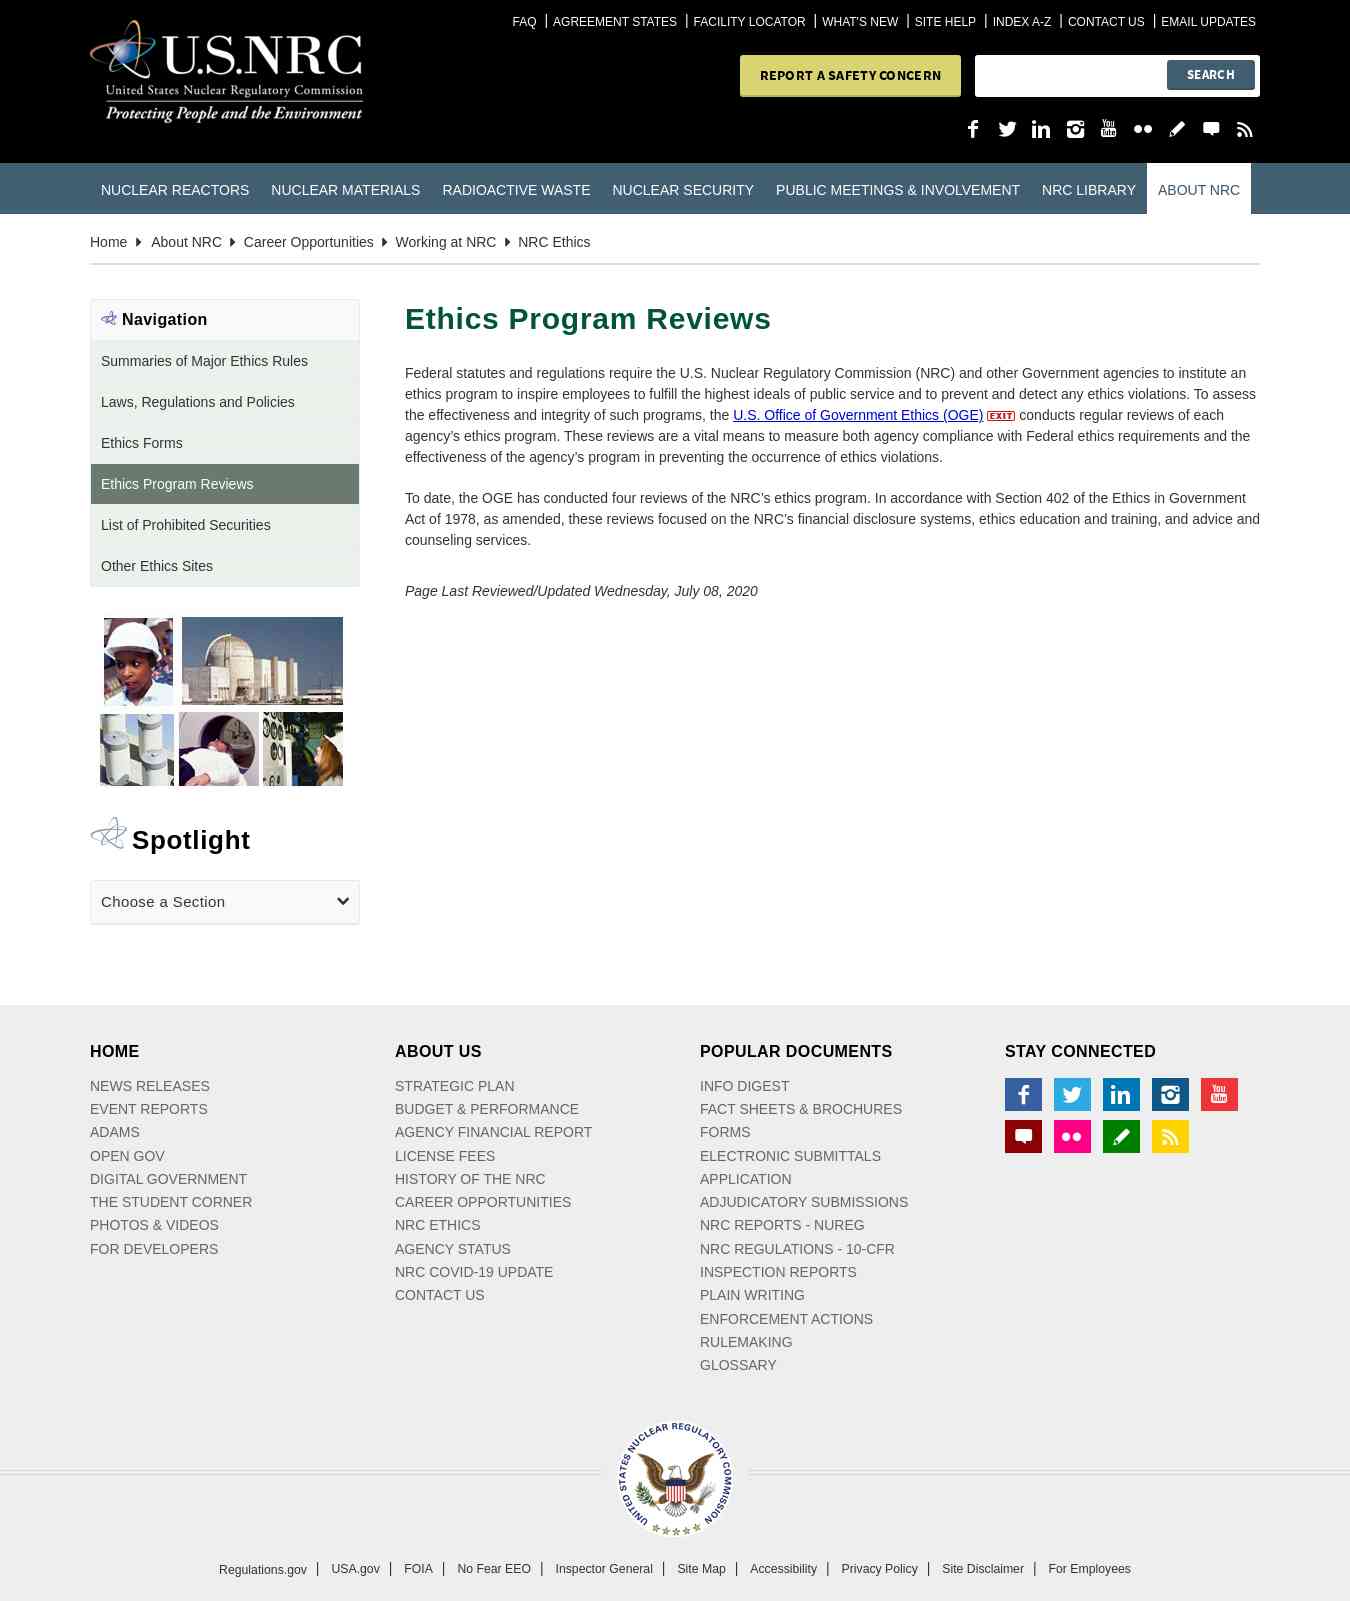 FAQ | AGREEMENT STATES | FACILITY LOCATOR | WHAT'S NEW | SITE HELP | INDEX A-Z | CONTACT US | EMAIL UPDATES
U.S.NRC
United States Nuclear Regulatory Commission
Protecting People and the Environment
REPORT A SAFETY CONCERN
SEARCH
You
Tube
NUCLEAR REACTORS NUCLEAR MATERIALS RADIOACTIVE WASTE NUCLEAR SECURITY PUBLIC MEETINGS & INVOLVEMENT NRC LIBRARY ABOUT NRC
Home About NRC Career Opportunities Working at NRC NRC Ethics
Navigation
Summaries of Major Ethics Rules
Laws, Regulations and Policies
Ethics Forms
Ethics Program Reviews
List of Prohibited Securities
Other Ethics Sites
Spotlight
Choose a Section
Ethics Program Reviews
Federal statutes and regulations require the U.S. Nuclear Regulatory Commission (NRC) and other Government agencies to institute an
ethics program to inspire employees to fulfill the highest ideals of public service and to prevent and detect any ethics violations. To assess
the effectiveness and integrity of such programs, the U.S. Office of Government Ethics (OGE) EXIT conducts regular reviews of each
agency’s ethics program. These reviews are a vital means to measure both agency compliance with Federal ethics requirements and the
effectiveness of the agency’s program in preventing the occurrence of ethics violations.
To date, the OGE has conducted four reviews of the NRC’s ethics program. In accordance with Section 402 of the Ethics in Government
Act of 1978, as amended, these reviews focused on the NRC’s financial disclosure systems, ethics education and training, and advice and
counseling services.
Page Last Reviewed/Updated Wednesday, July 08, 2020
HOME
NEWS RELEASES
EVENT REPORTS
ADAMS
OPEN GOV
DIGITAL GOVERNMENT
THE STUDENT CORNER
PHOTOS & VIDEOS
FOR DEVELOPERS
ABOUT US
STRATEGIC PLAN
BUDGET & PERFORMANCE
AGENCY FINANCIAL REPORT
LICENSE FEES
HISTORY OF THE NRC
CAREER OPPORTUNITIES
NRC ETHICS
AGENCY STATUS
NRC COVID-19 UPDATE
CONTACT US
POPULAR DOCUMENTS
INFO DIGEST
FACT SHEETS & BROCHURES
FORMS
ELECTRONIC SUBMITTALS
APPLICATION
ADJUDICATORY SUBMISSIONS
NRC REPORTS - NUREG
NRC REGULATIONS - 10-CFR
INSPECTION REPORTS
PLAIN WRITING
ENFORCEMENT ACTIONS
RULEMAKING
GLOSSARY
STAY CONNECTED
You
Tube
UNITED STATES NUCLEAR REGULATORY COMMISSION
Regulations.gov | USA.gov | FOIA | No Fear EEO | Inspector General | Site Map | Accessibility | Privacy Policy | Site Disclaimer | For Employees